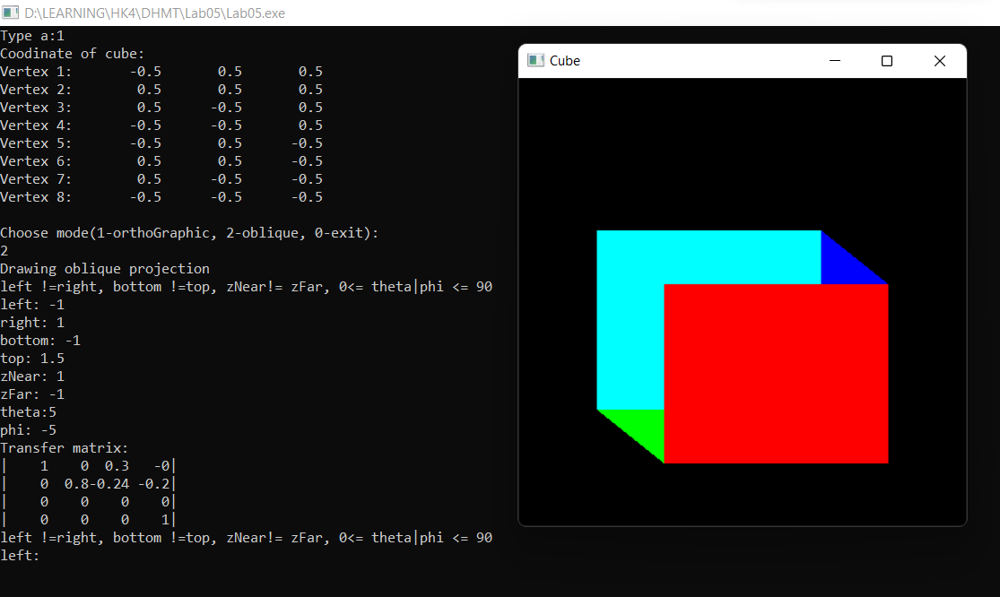 D:\LEARNING\HK4\DHMT\Lab05\Lab05.exe
Type a:1
Coodinate of cube:
Vertex 1:       -0.5       0.5       0.5
Vertex 2:        0.5       0.5       0.5
Vertex 3:        0.5      -0.5       0.5
Vertex 4:       -0.5      -0.5       0.5
Vertex 5:       -0.5       0.5      -0.5
Vertex 6:        0.5       0.5      -0.5
Vertex 7:        0.5      -0.5      -0.5
Vertex 8:       -0.5      -0.5      -0.5
Choose mode(1-orthoGraphic, 2-oblique, 0-exit):
2
Drawing oblique projection
left !=right, bottom !=top, zNear!= zFar, 0<= theta|phi <= 90
left: -1
right: 1
bottom: -1
top: 1.5
zNear: 1
zFar: -1
theta:5
phi: -5
Transfer matrix:
|    1    0  0.3   -0|
|    0  0.8-0.24 -0.2|
|    0    0    0    0|
|    0    0    0    1|
left !=right, bottom !=top, zNear!= zFar, 0<= theta|phi <= 90
left:
Cube